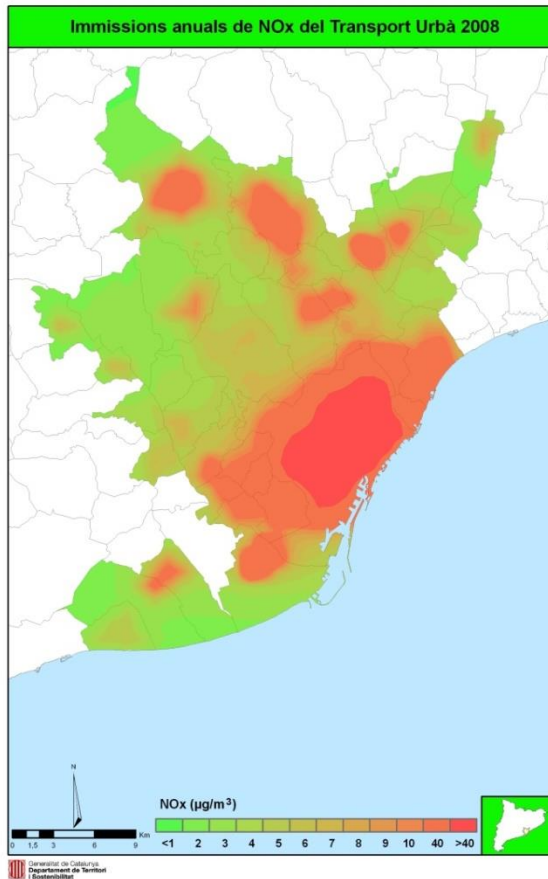 Immissions anuals de NOx del Transport Urbà 2008
N
0 1,5 3 6 9 Km
NOx (µg/m³)
<1 2 3 4 5 6 7 8 9 10 40 >40
Generalitat de Catalunya
Departament de Territori
i Sostenibilitat